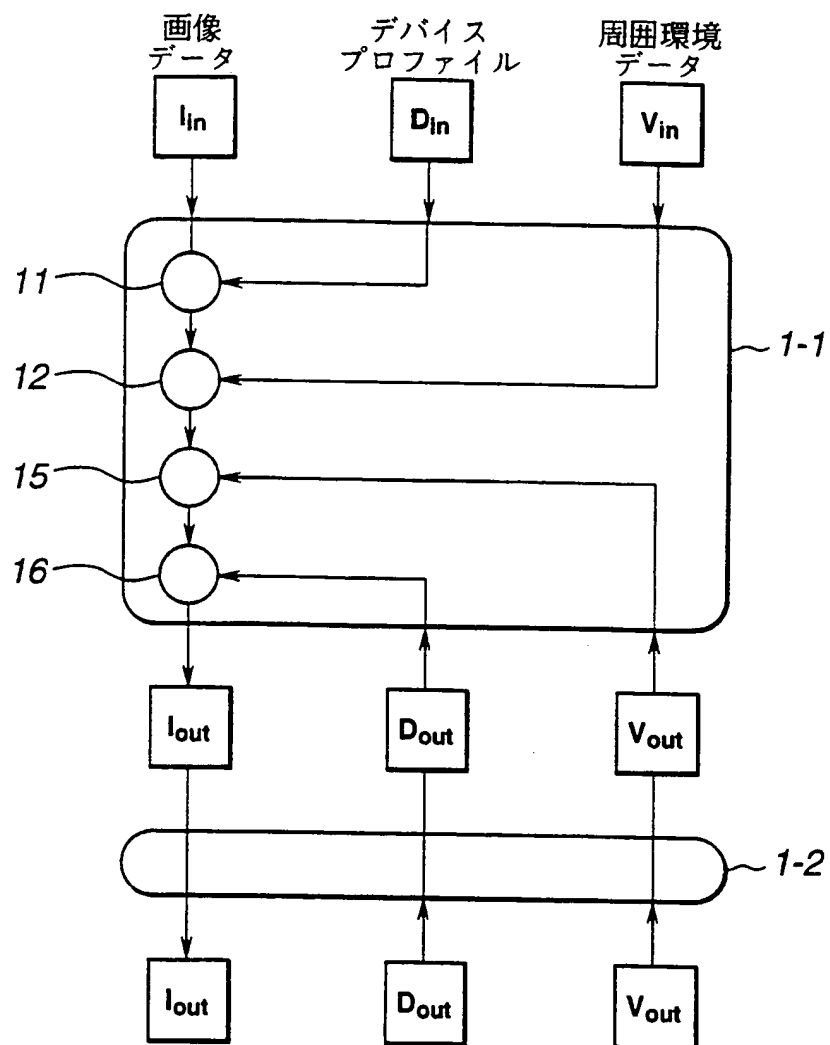 画像
データ
デバイス
プロファイル
周囲環境
データ
Iin
Din
Vin
11
12
15
16
1-1
Iout
Dout
Vout
1-2
Iout
Dout
Vout